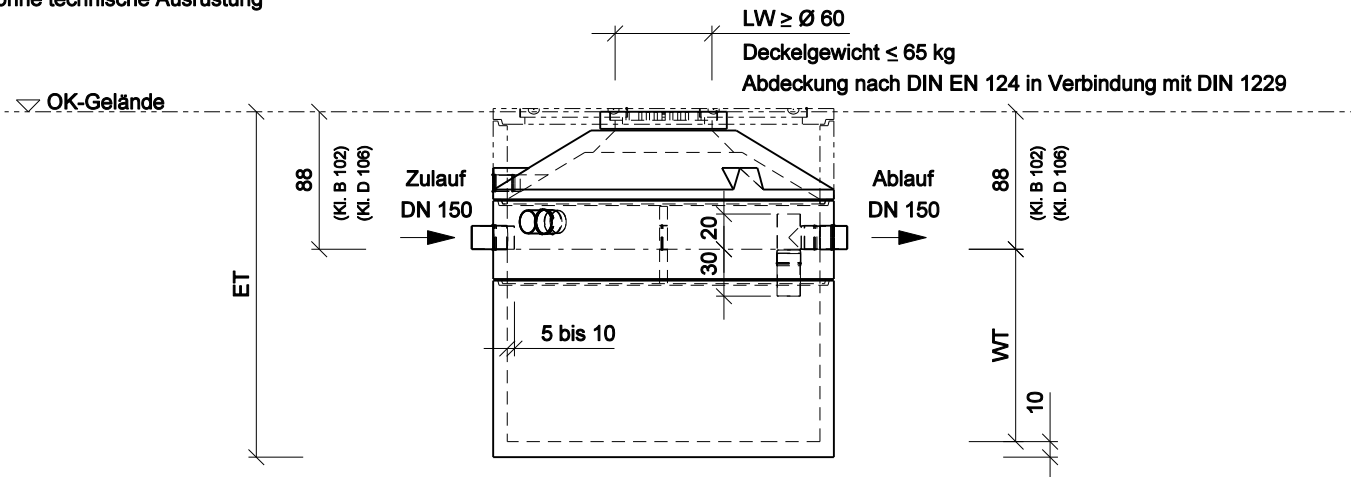 ohne technische Ausrüstung
LW ≥ Ø 60
Deckelgewicht ≤ 65 kg
Abdeckung nach DIN EN 124 in Verbindung mit DIN 1229
OK-Gelände
88
(Kl. B 102)
(Kl. D 106)
Zulauf
DN 150
Ablauf
DN 150
88
(Kl. B 102)
(Kl. D 106)
20
30
ET
5 bis 10
WT
10